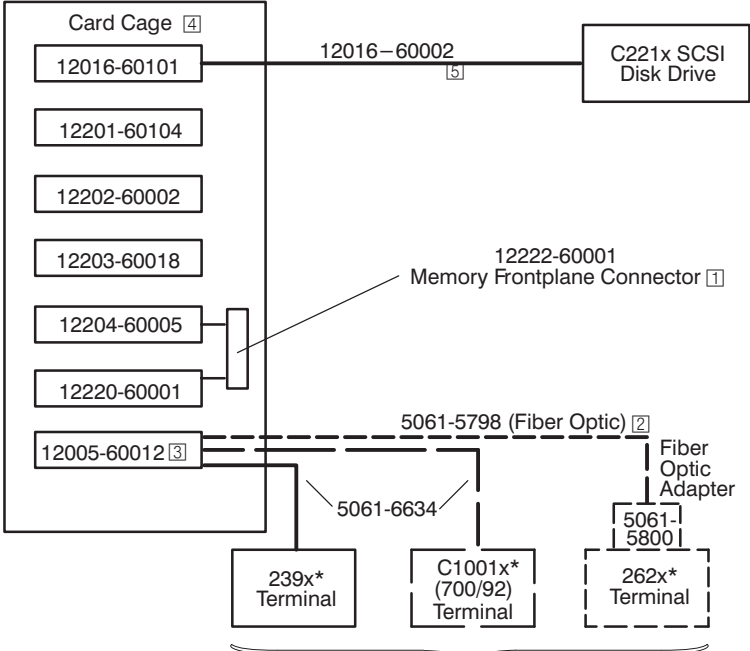 Card Cage 4
12016-60101
12016–60002
5
C221x SCSI
Disk Drive
12201-60104
12202-60002
12203-60018
12222-60001
Memory Frontplane Connector 1
12204-60005
12220-60001
5061-5798 (Fiber Optic) 2
12005-60012 3
Fiber
Optic
Adapter
5061-6634
5061-
5800
239x*
Terminal
C1001x*
(700/92)
Terminal
262x*
Terminal